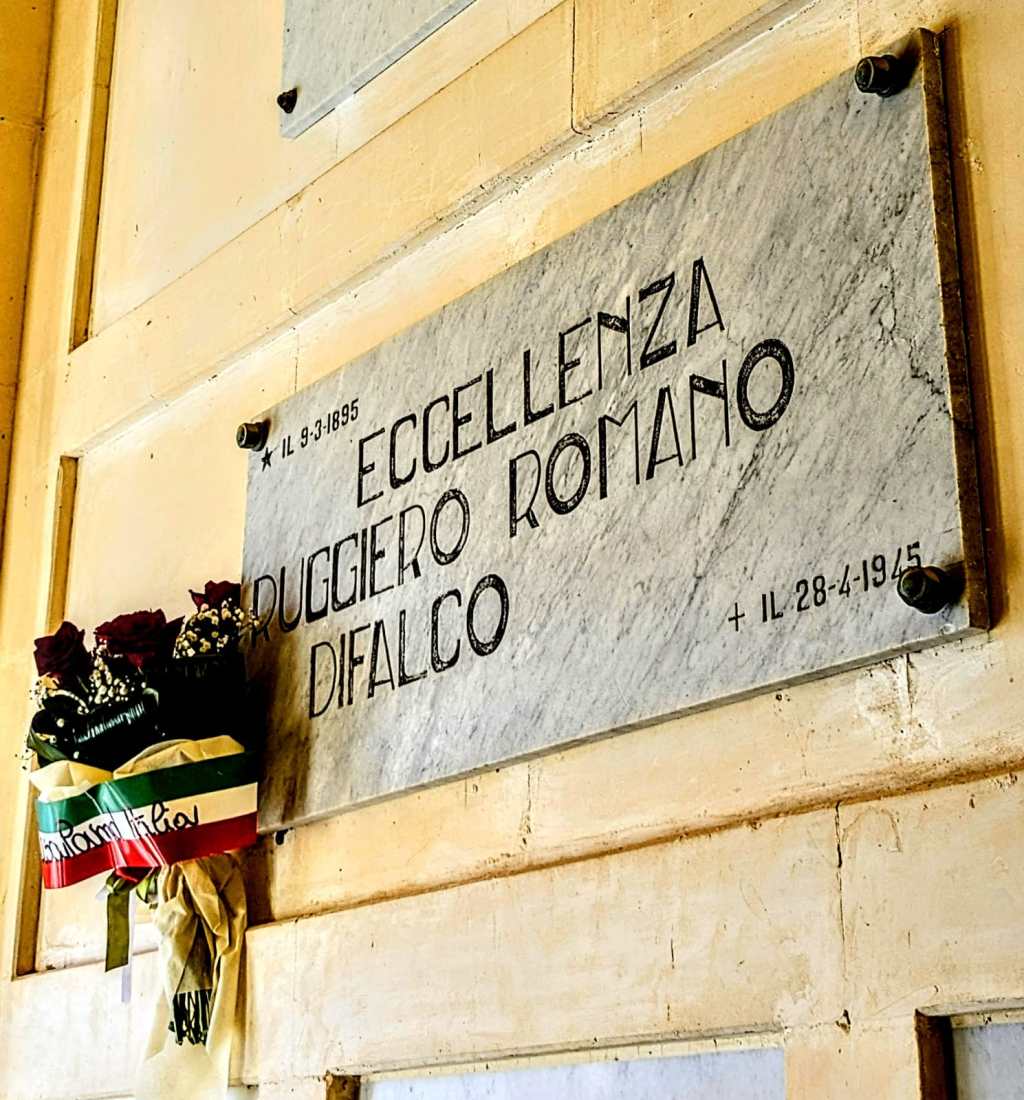 ★ IL 9-3-1895
ECCELLENZA
RUGGIERO ROMANO
DIFALCO
+ IL 28-4-1945